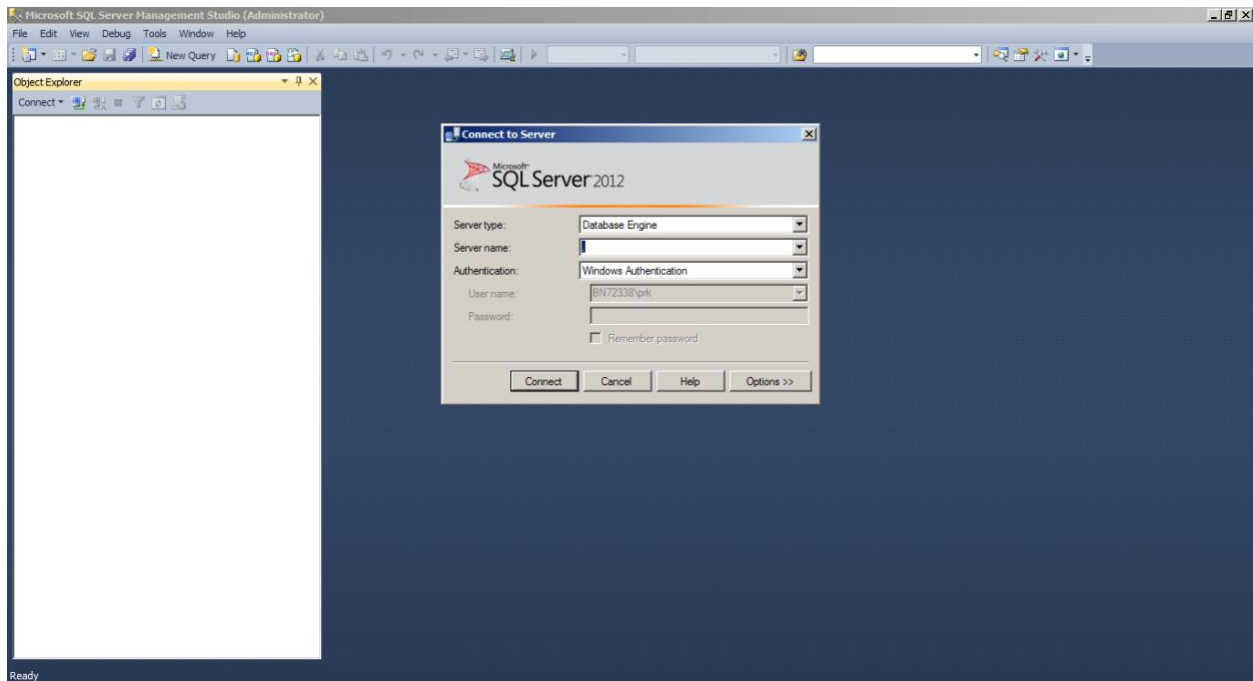 Microsoft SQL Server Management Studio (Administrator)
File Edit View Debug Tools Window Help
New Query
Object Explorer
Connect
Connect to Server
Microsoft
SQL Server 2012
Server type: Database Engine
Server name: .
Authentication: Windows Authentication
User name: BN72338\prk
Password:
Remember password
Connect Cancel Help Options >>
Ready